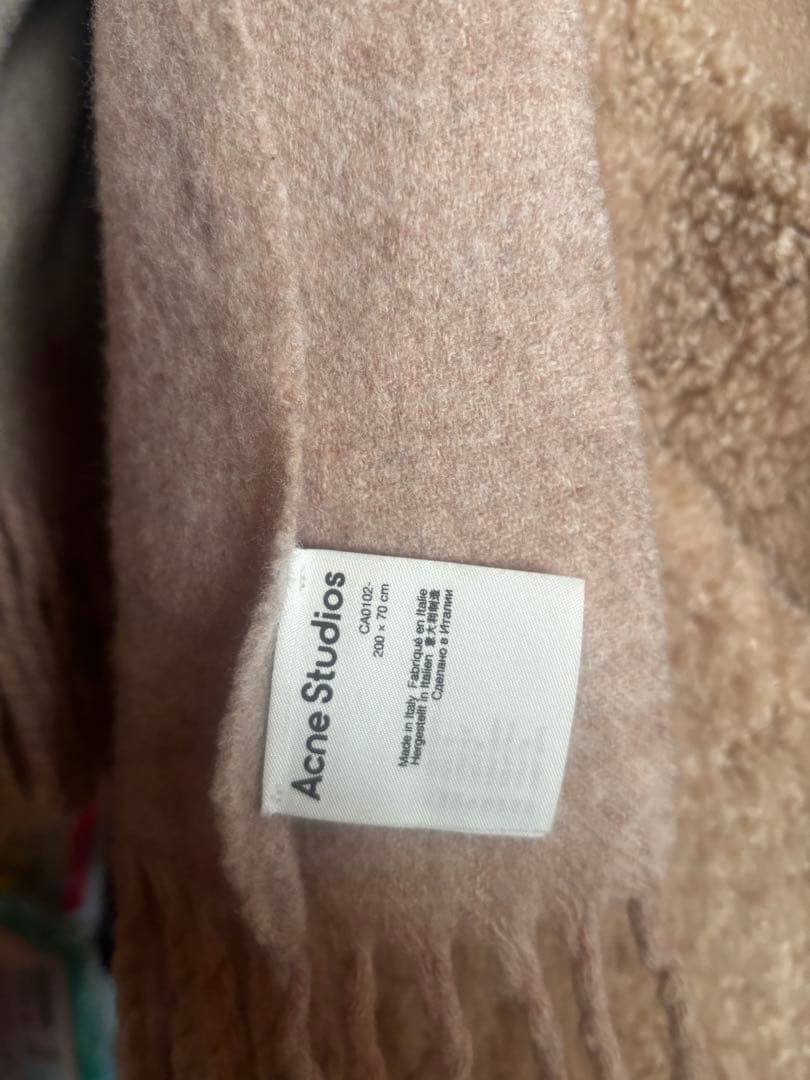 Acne Studios
CA0102-
200 × 70 cm
Made in Italy Fabriqué en Italie
Hergestellt in Italien 意大利制造
Сделано в Италии